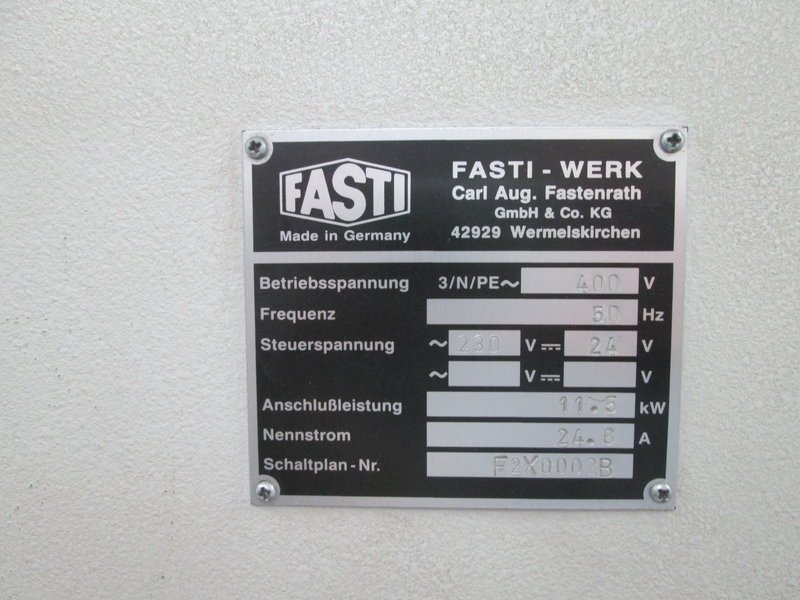 FASTI
Made in Germany
FASTI - WERK
Carl Aug. Fastenrath
GmbH & Co. KG
42929 Wermelskirchen
Betriebsspannung 3/N/PE~ 400 V
Frequenz 50 Hz
Steuerspannung ~ 230 V ⎓ 24 V
~ V ⎓ V
Anschlußleistung 11.5 kW
Nennstrom 24.6 A
Schaltplan-Nr. F2X0002B